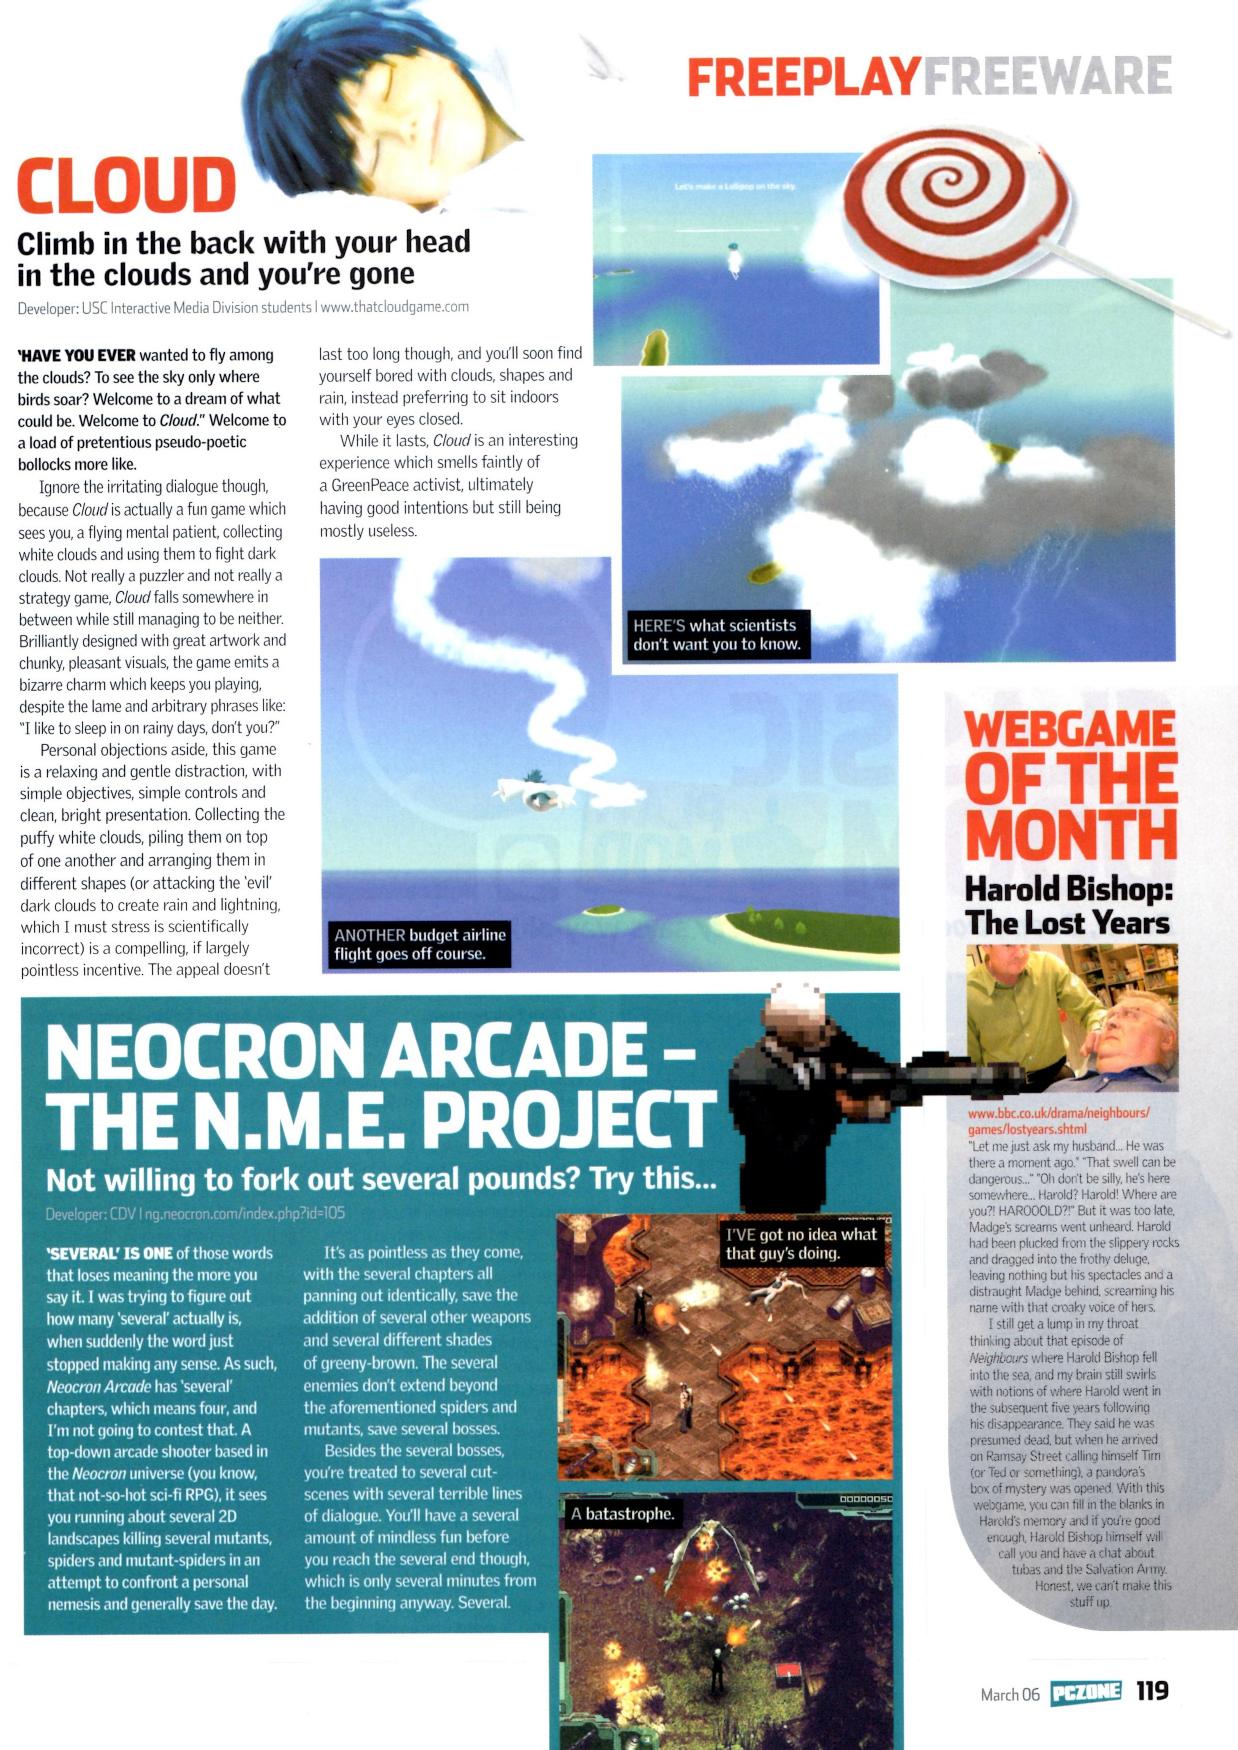 FREEPLAYFREEWARE
CLOUD
Climb in the back with your head
in the clouds and you're gone
Developer: USC Interactive Media Division students | www.thatcloudgame.com
'HAVE YOU EVER wanted to fly among
the clouds? To see the sky only where
birds soar? Welcome to a dream of what
could be. Welcome to Cloud." Welcome to
a load of pretentious pseudo-poetic
bollocks more like.
Ignore the irritating dialogue though,
because Cloud is actually a fun game which
sees you, a flying mental patient, collecting
white clouds and using them to fight dark
clouds. Not really a puzzler and not really a
strategy game, Cloud falls somewhere in
between while still managing to be neither.
Brilliantly designed with great artwork and
chunky, pleasant visuals, the game emits a
bizarre charm which keeps you playing,
despite the lame and arbitrary phrases like:
"I like to sleep in on rainy days, don't you?"
Personal objections aside, this game
is a relaxing and gentle distraction, with
simple objectives, simple controls and
clean, bright presentation. Collecting the
puffy white clouds, piling them on top
of one another and arranging them in
different shapes (or attacking the 'evil'
dark clouds to create rain and lightning,
which I must stress is scientifically
incorrect) is a compelling, if largely
pointless incentive. The appeal doesn't
last too long though, and you'll soon find
yourself bored with clouds, shapes and
rain, instead preferring to sit indoors
with your eyes closed.
While it lasts, Cloud is an interesting
experience which smells faintly of
a GreenPeace activist, ultimately
having good intentions but still being
mostly useless.
Let's make a Lollipop on the sky.
HERE'S what scientists
don't want you to know.
ANOTHER budget airline
flight goes off course.
NEOCRON ARCADE –
THE N.M.E. PROJECT
Not willing to fork out several pounds? Try this...
Developer: CDV | ng.neocron.com/index.php?id=105
'SEVERAL' IS ONE of those words
that loses meaning the more you
say it. I was trying to figure out
how many 'several' actually is,
when suddenly the word just
stopped making any sense. As such,
Neocron Arcade has 'several'
chapters, which means four, and
I'm not going to contest that. A
top-down arcade shooter based in
the Neocron universe (you know,
that not-so-hot sci-fi RPG), it sees
you running about several 2D
landscapes killing several mutants,
spiders and mutant-spiders in an
attempt to confront a personal
nemesis and generally save the day.
It's as pointless as they come,
with the several chapters all
panning out identically, save the
addition of several other weapons
and several different shades
of greeny-brown. The several
enemies don't extend beyond
the aforementioned spiders and
mutants, save several bosses.
Besides the several bosses,
you're treated to several cut-
scenes with several terrible lines
of dialogue. You'll have a several
amount of mindless fun before
you reach the several end though,
which is only several minutes from
the beginning anyway. Several.
I'VE got no idea what
that guy's doing.
A batastrophe.
WEBGAME
OF THE
MONTH
Harold Bishop:
The Lost Years
www.bbc.co.uk/drama/neighbours/
games/lostyears.shtml
"Let me just ask my husband... He was
there a moment ago." "That swell can be
dangerous..." "Oh don't be silly, he's here
somewhere... Harold? Harold! Where are
you?! HAROOOLD?!" But it was too late,
Madge's screams went unheard. Harold
had been plucked from the slippery rocks
and dragged into the frothy deluge,
leaving nothing but his spectacles and a
distraught Madge behind, screaming his
name with that croaky voice of hers.
I still get a lump in my throat
thinking about that episode of
Neighbours where Harold Bishop fell
into the sea, and my brain still swirls
with notions of where Harold went in
the subsequent five years following
his disappearance. They said he was
presumed dead, but when he arrived
on Ramsay Street calling himself Tim
(or Ted or something), a pandora's
box of mystery was opened. With this
webgame, you can fill in the blanks in
Harold's memory and if you're good
enough, Harold Bishop himself will
call you and have a chat about
tubas and the Salvation Army.
Honest, we can't make this
stuff up.
March 06 PCZONE 119